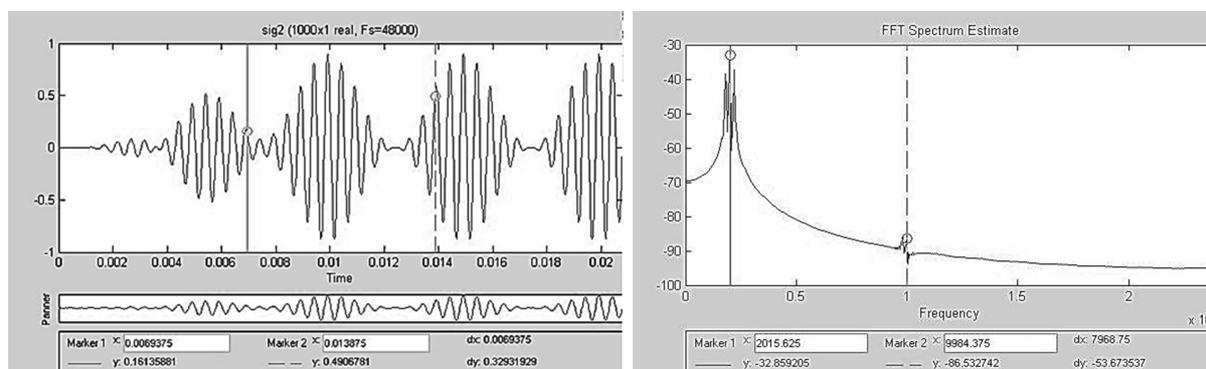 sig2 (1000x1 real, Fs=48000)
1
0.5
0
-0.5
-1
0 0.002 0.004 0.006 0.008 0.01 0.012 0.014 0.016 0.018 0.02
Time
Panner
Marker 1 x: 0.0069375 Marker 2 x: 0.013875 dx: 0.0069375
y: 0.16135881 y: 0.4906781 dy: 0.32931929
FFT Spectrum Estimate
-30
-40
-50
-60
-70
-80
-90
-100
0 0.5 1 1.5 2
Frequency
Marker 1 x: 2015.625 Marker 2 x: 9984.375 dx: 7968.75
y: -32.859205 y: -86.532742 dy: -53.673537